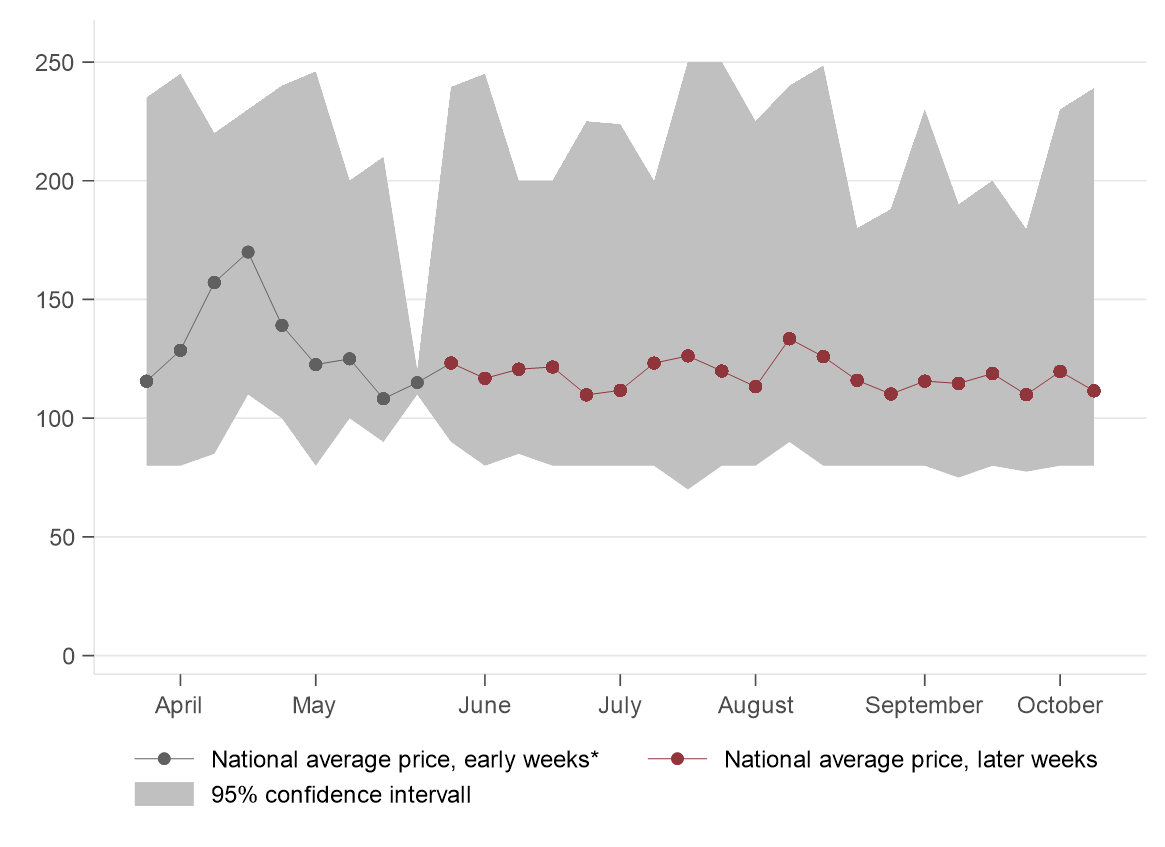 250
200
150
100
50
0
April May June July August September October
National average price, early weeks* National average price, later weeks
95% confidence intervall